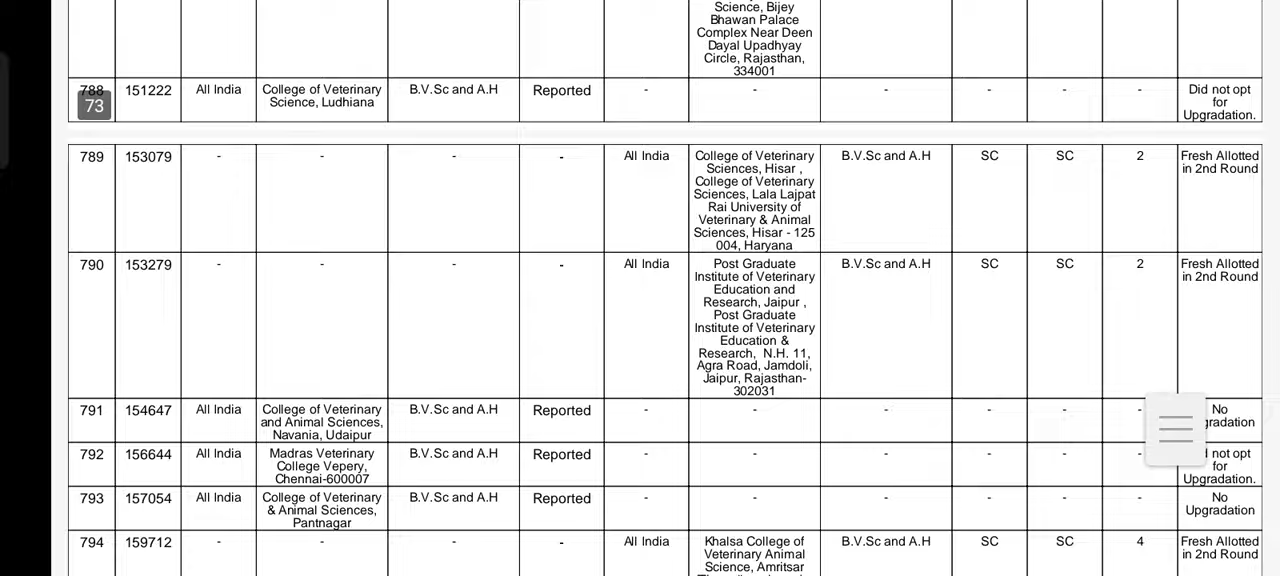 Science, Bijey
Bhawan Palace
Complex Near Deen
Dayal Upadhyay
Circle, Rajasthan,
334001
788 151222 All India College of Veterinary B.V.Sc and A.H Reported - - - - - - Did not opt
Science, Ludhiana for
73 Upgradation.
789 153079 - - - - All India College of Veterinary B.V.Sc and A.H SC SC 2 Fresh Allotted
Sciences, Hisar , in 2nd Round
College of Veterinary
Sciences, Lala Lajpat
Rai University of
Veterinary & Animal
Sciences, Hisar - 125
004, Haryana
790 153279 - - - - All India Post Graduate B.V.Sc and A.H SC SC 2 Fresh Allotted
Institute of Veterinary in 2nd Round
Education and
Research, Jaipur ,
Post Graduate
Institute of Veterinary
Education &
Research, N.H. 11,
Agra Road, Jamdoli,
Jaipur, Rajasthan-
302031
791 154647 All India College of Veterinary B.V.Sc and A.H Reported - - - - - - No
and Animal Sciences, gradation
Navania, Udaipur
792 156644 All India Madras Veterinary B.V.Sc and A.H Reported - - - - - - not opt
College Vepery, for
Chennai-600007 Upgradation.
793 157054 All India College of Veterinary B.V.Sc and A.H Reported - - - - - - No
& Animal Sciences, Upgradation
Pantnagar
794 159712 - - - - All India Khalsa College of B.V.Sc and A.H SC SC 4 Fresh Allotted
Veterinary Animal in 2nd Round
Science, Amritsar